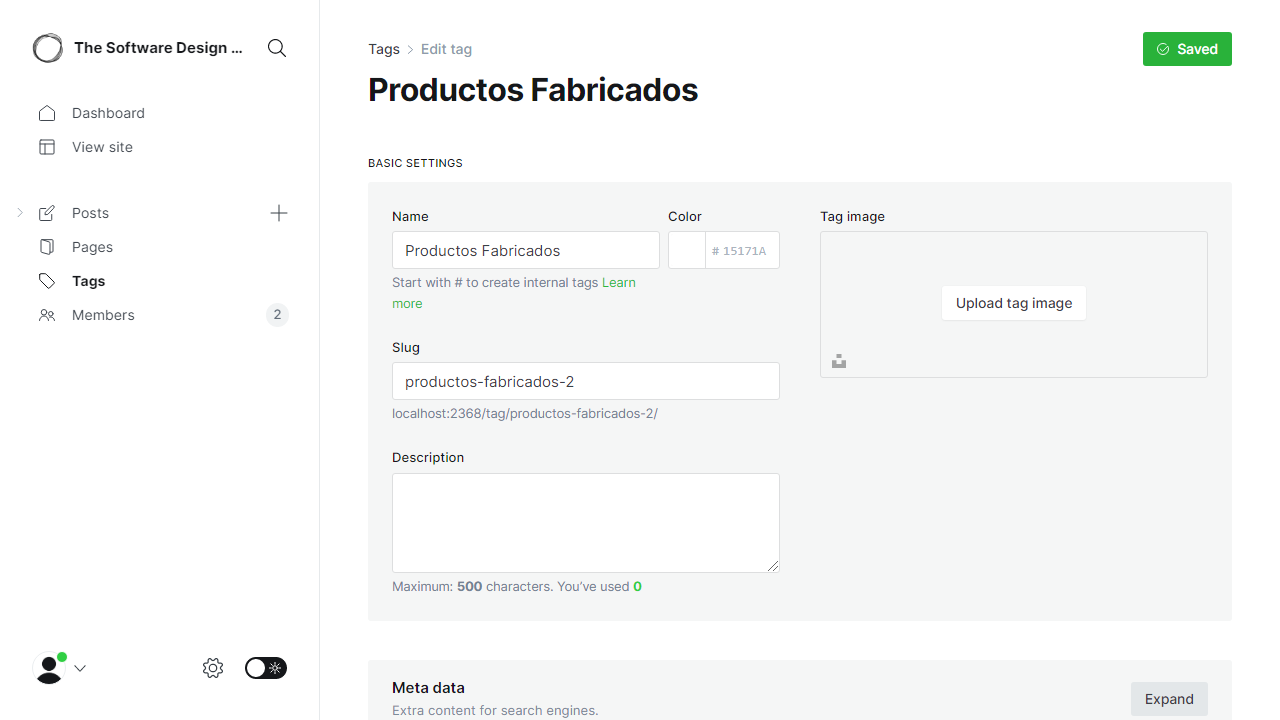 The Software Design ...
Dashboard
View site
Posts
Pages
Tags
Members
2
Tags > Edit tag
Saved
Productos Fabricados
BASIC SETTINGS
Name
Productos Fabricados
Start with # to create internal tags Learn
more
Color
# 15171A
Slug
productos-fabricados-2
localhost:2368/tag/productos-fabricados-2/
Description
Maximum: 500 characters. You’ve used 0
Tag image
Upload tag image
Meta data
Extra content for search engines.
Expand